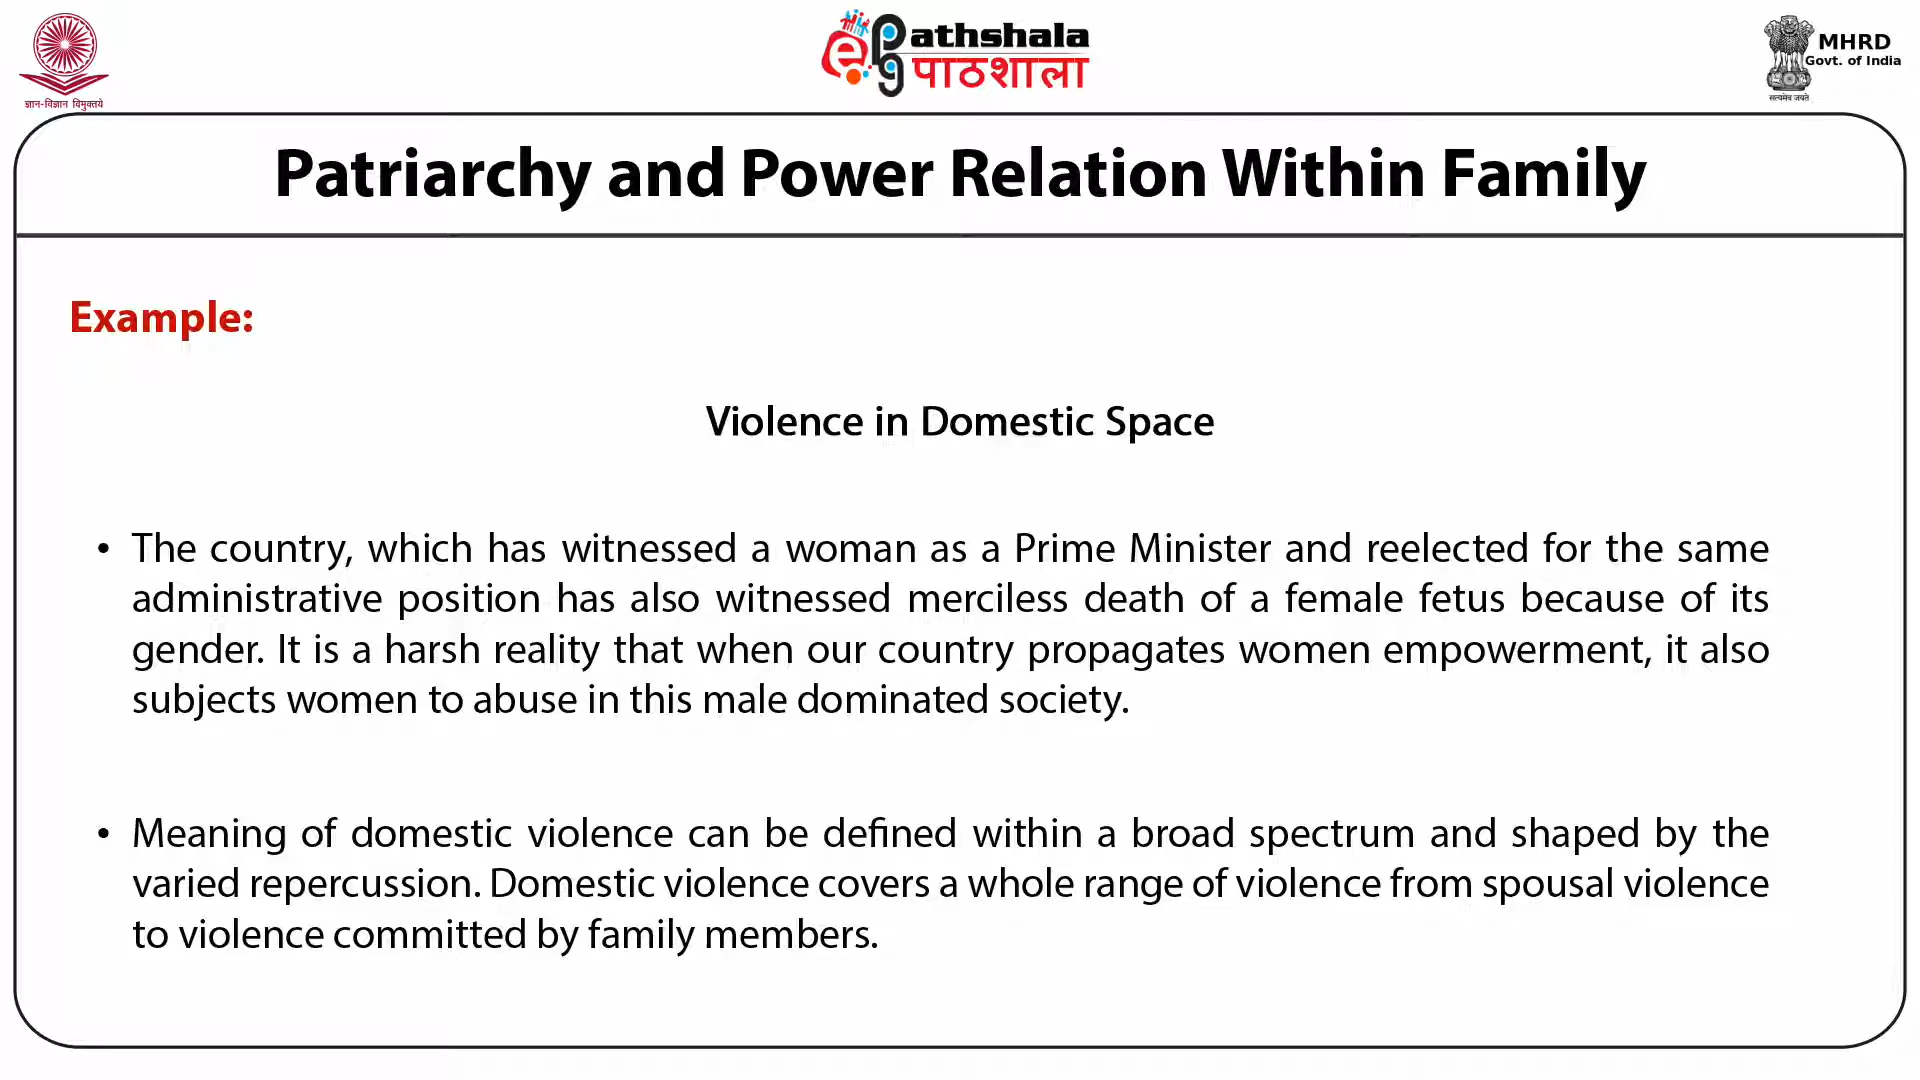 ज्ञान-विज्ञान विमुक्तये
ePGathshala
पाठशाला
MHRD
Govt. of India
सत्यमेव जयते
Patriarchy and Power Relation Within Family
Example:
Violence in Domestic Space
• The country, which has witnessed a woman as a Prime Minister and reelected for the same
administrative position has also witnessed merciless death of a female fetus because of its
gender. It is a harsh reality that when our country propagates women empowerment, it also
subjects women to abuse in this male dominated society.
• Meaning of domestic violence can be defined within a broad spectrum and shaped by the
varied repercussion. Domestic violence covers a whole range of violence from spousal violence
to violence committed by family members.